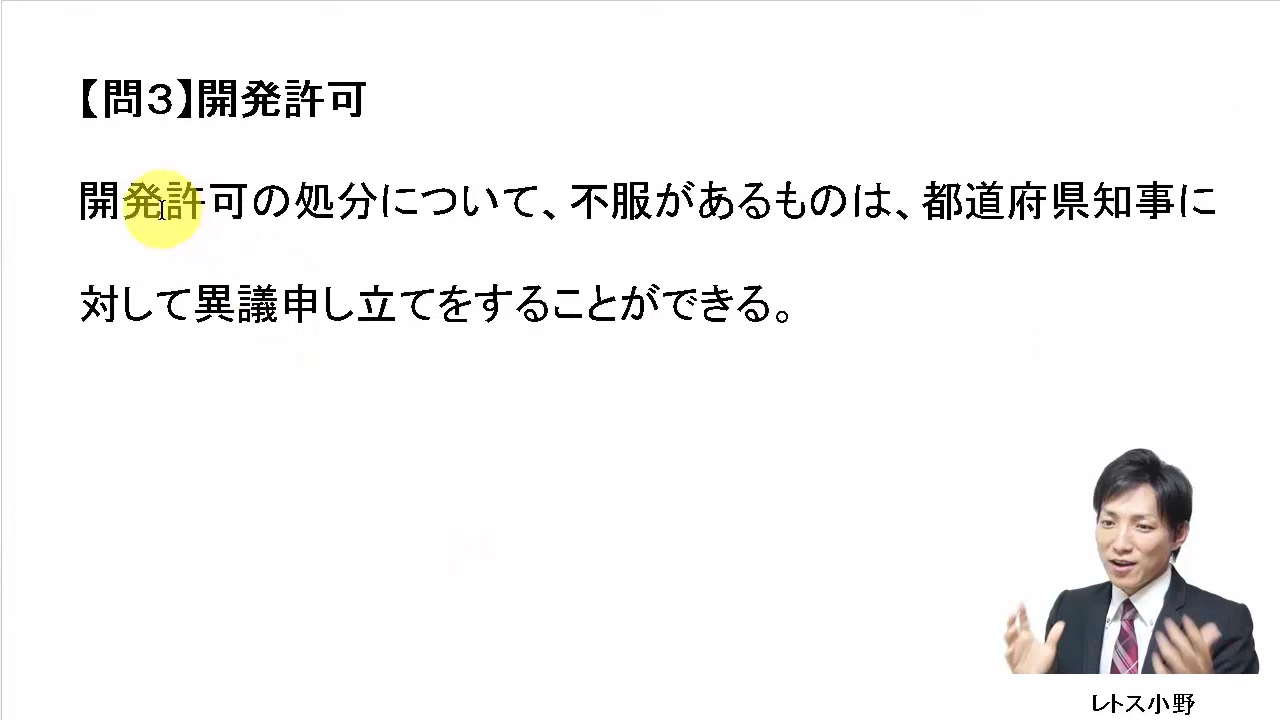 【問3】開発許可
開発許可の処分について、不服があるものは、都道府県知事に
対して異議申し立てをすることができる。
レトス小野